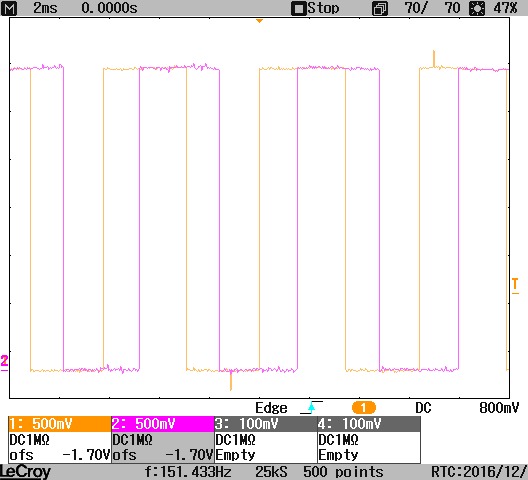 M 2ms 0.0000s Stop 70/ 70 47%
T
2
Edge 1 DC 800mV
1: 500mV 2: 500mV 3: 100mV 4: 100mV
DC1MΩ DC1MΩ DC1MΩ DC1MΩ
ofs -1.70V ofs -1.70V Empty Empty
LeCroy f:151.433Hz 25kS 500 points RTC:2016/12/